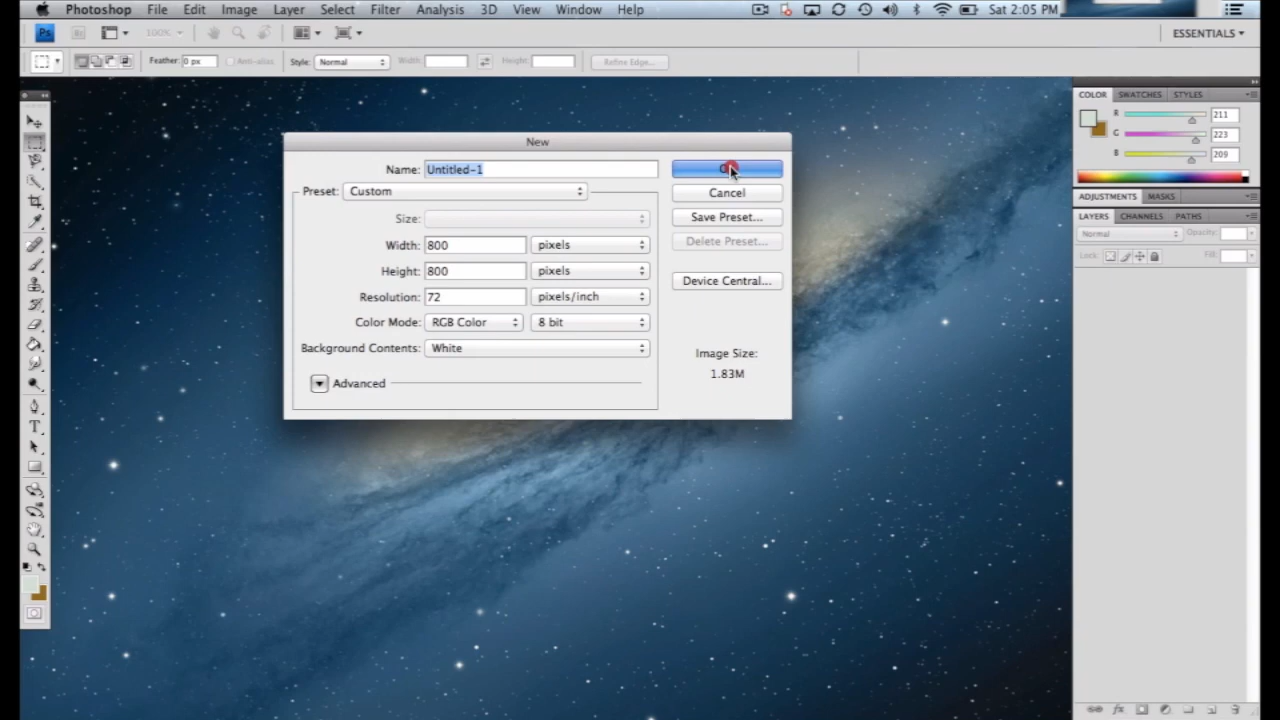 Photoshop File Edit Image Layer Select Filter Analysis 3D View Window Help Sat 2:05 PM
Ps Br 100% ESSENTIALS
Feather: 0 px Anti-alias Style: Normal Width: Height: Refine Edge...
COLOR SWATCHES STYLES
R 211
G 223
B 209
ADJUSTMENTS MASKS
LAYERS CHANNELS PATHS
Normal Opacity:
Lock: Fill:
New
Name: Untitled-1
Preset: Custom Cancel
Size: Save Preset...
Width: 800 pixels Delete Preset...
Height: 800 pixels
Device Central...
Resolution: 72 pixels/inch
Color Mode: RGB Color 8 bit
Background Contents: White
Image Size:
1.83M
Advanced
T
fx